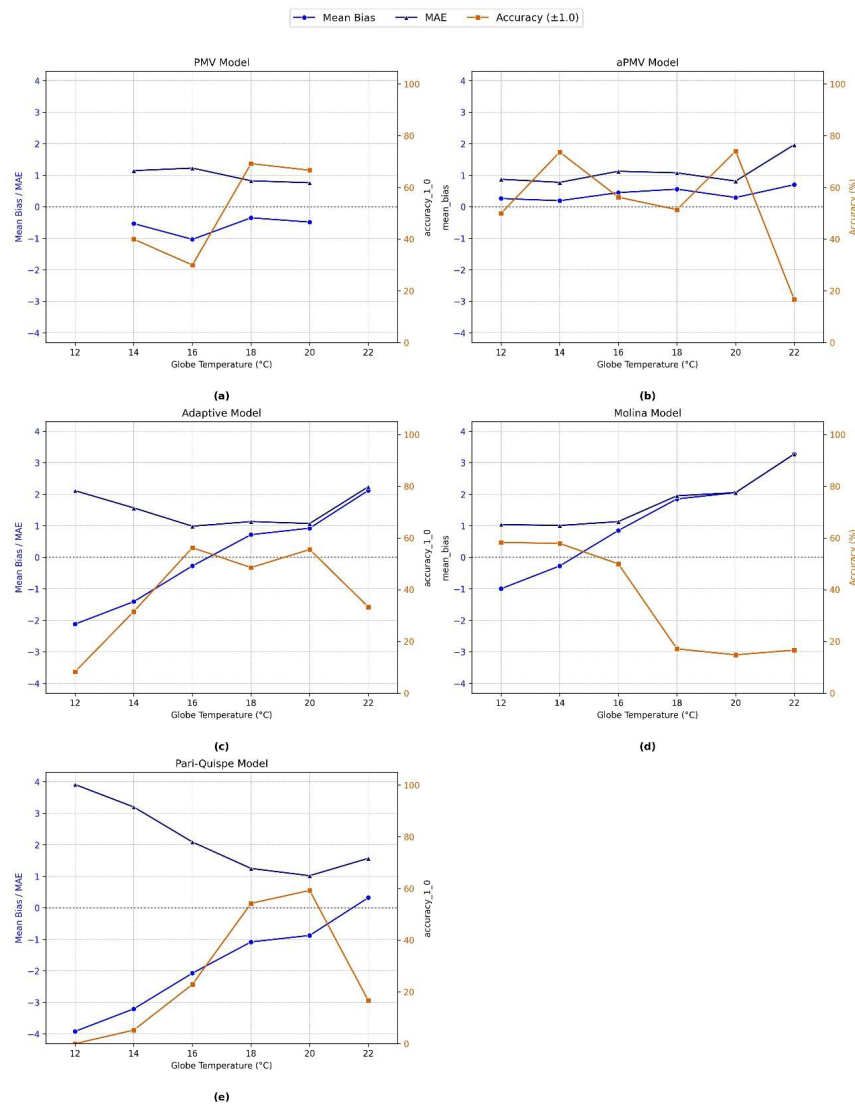 Mean Bias MAE Accuracy (±1.0)
PMV Model
4
3
2
1
0
−1
−2
−3
−4
Mean Bias / MAE
100
80
60
40
20
0
accuracy_1_0
12 14 16 18 20 22
Globe Temperature (°C)
(a)
aPMV Model
4
3
2
1
0
−1
−2
−3
−4
mean_bias
100
80
60
40
20
0
Accuracy (%)
12 14 16 18 20 22
Globe Temperature (°C)
(b)
Adaptive Model
4
3
2
1
0
−1
−2
−3
−4
Mean Bias / MAE
100
80
60
40
20
0
accuracy_1_0
12 14 16 18 20 22
Globe Temperature (°C)
(c)
Molina Model
4
3
2
1
0
−1
−2
−3
−4
mean_bias
100
80
60
40
20
0
Accuracy (%)
12 14 16 18 20 22
Globe Temperature (°C)
(d)
Pari-Quispe Model
4
3
2
1
0
−1
−2
−3
−4
Mean Bias / MAE
100
80
60
40
20
0
accuracy_1_0
12 14 16 18 20 22
Globe Temperature (°C)
(e)